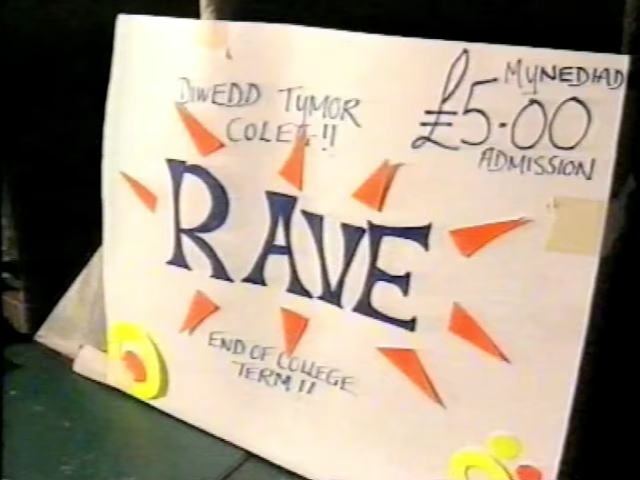 DIWEDD TYMOR
COLEG !!
MYNEDIAD
£5.00
ADMISSION
RAVE
END OF COLLEGE
TERM !!